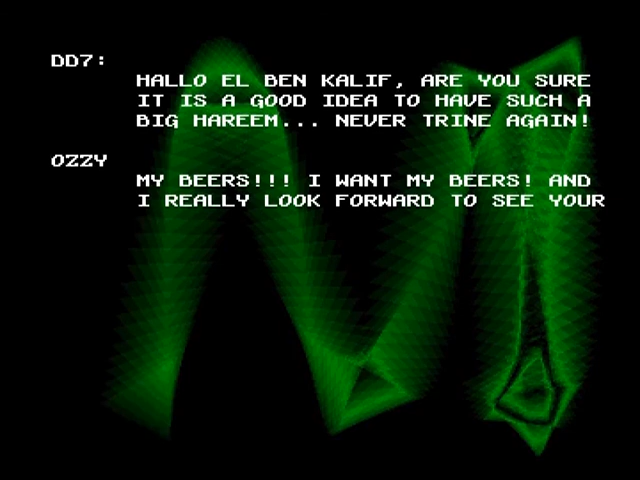 DD7:
HALLO EL BEN KALIF, ARE YOU SURE
IT IS A GOOD IDEA TO HAVE SUCH A
BIG HAREEM... NEVER TRINE AGAIN!
OZZY
MY BEERS!!! I WANT MY BEERS! AND
I REALLY LOOK FORWARD TO SEE YOUR